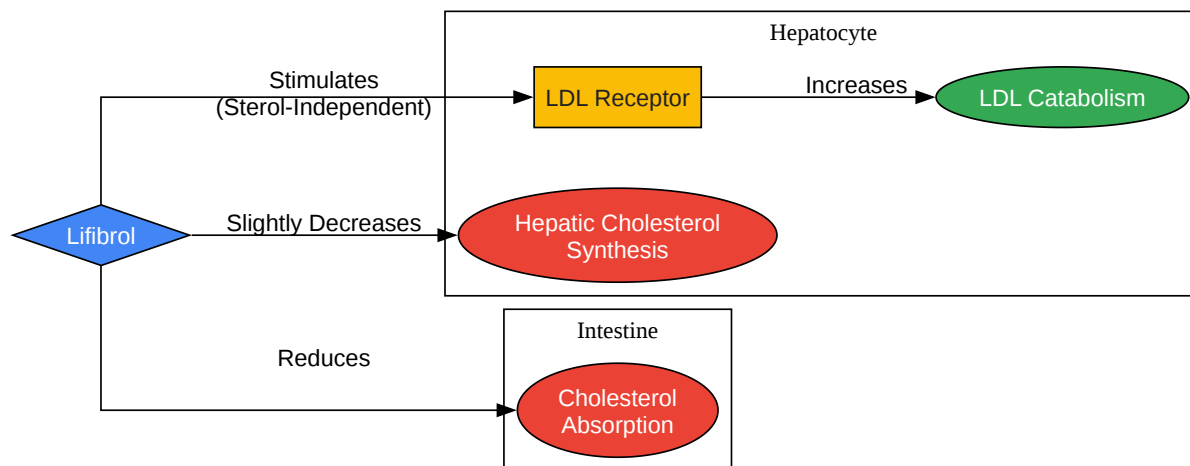 Hepatocyte
Stimulates
(Sterol-Independent)
LDL Receptor
Increases
LDL Catabolism
Lifibrol
Slightly Decreases
Hepatic Cholesterol
Synthesis
Intestine
Reduces
Cholesterol
Absorption